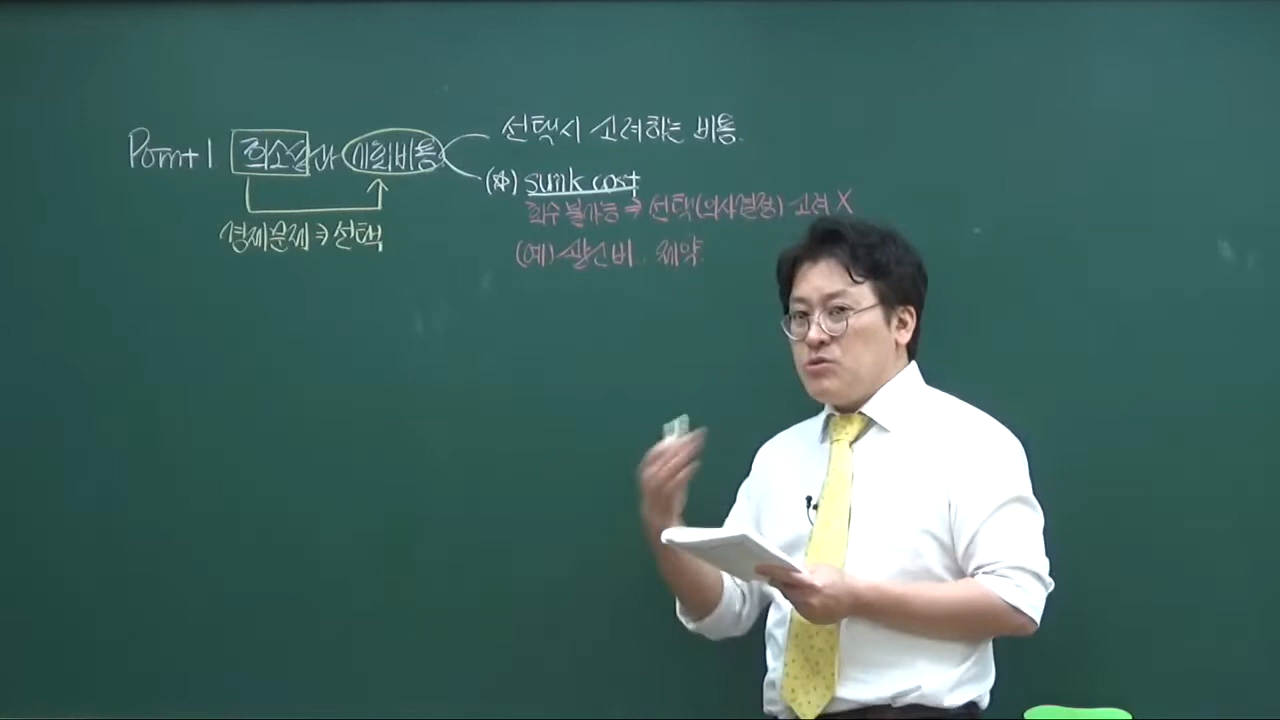 Point 1 희소성과 기회비용
선택시 고려하는 비용.
(*) sunk cost
회수 불가능 ⇒ 선택(의사결정) 고려 X
(예) 광고비, 계약.
경제문제 ⇒ 선택